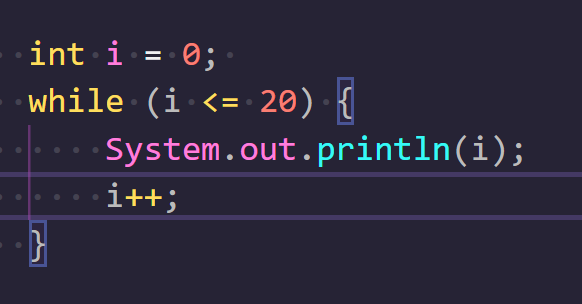 int i = 0;
while (i <= 20) {
System.out.println(i);
i++;
}